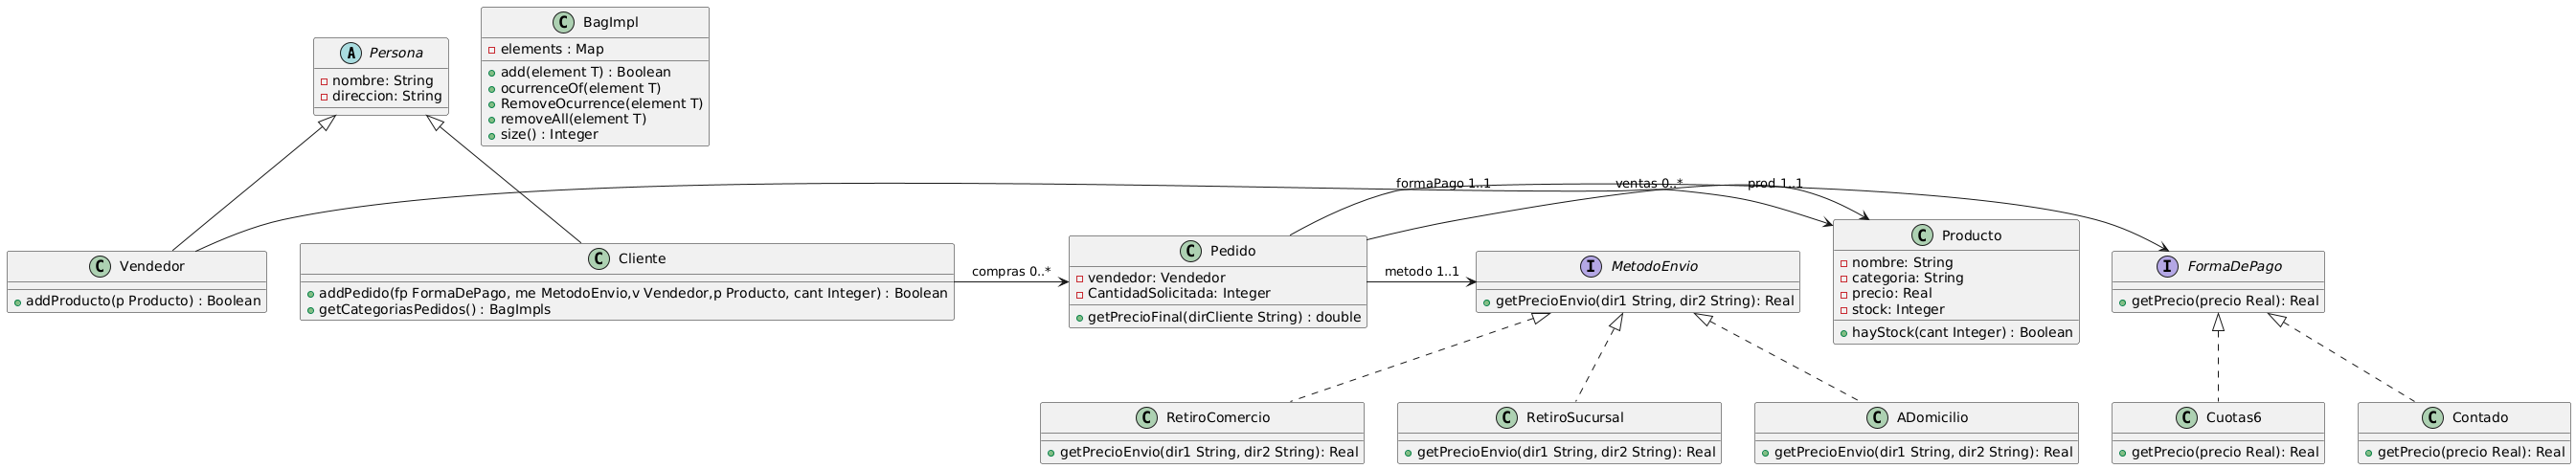 A Persona
nombre: String
direccion: String
C BagImpl
elements : Map
add(element T) : Boolean
ocurrenceOf(element T)
RemoveOcurrence(element T)
removeAll(element T)
size() : Integer
formaPago 1..1
ventas 0..*
prod 1..1
C Vendedor
addProducto(p Producto) : Boolean
C Cliente
addPedido(fp FormaDePago, me MetodoEnvio,v Vendedor,p Producto, cant Integer) : Boolean
getCategoriasPedidos() : BagImpls
compras 0..*
C Pedido
vendedor: Vendedor
CantidadSolicitada: Integer
getPrecioFinal(dirCliente String) : double
metodo 1..1
I MetodoEnvio
getPrecioEnvio(dir1 String, dir2 String): Real
C Producto
nombre: String
categoria: String
precio: Real
stock: Integer
hayStock(cant Integer) : Boolean
I FormaDePago
getPrecio(precio Real): Real
C RetiroComercio
getPrecioEnvio(dir1 String, dir2 String): Real
C RetiroSucursal
getPrecioEnvio(dir1 String, dir2 String): Real
C ADomicilio
getPrecioEnvio(dir1 String, dir2 String): Real
C Cuotas6
getPrecio(precio Real): Real
C Contado
getPrecio(precio Real): Real